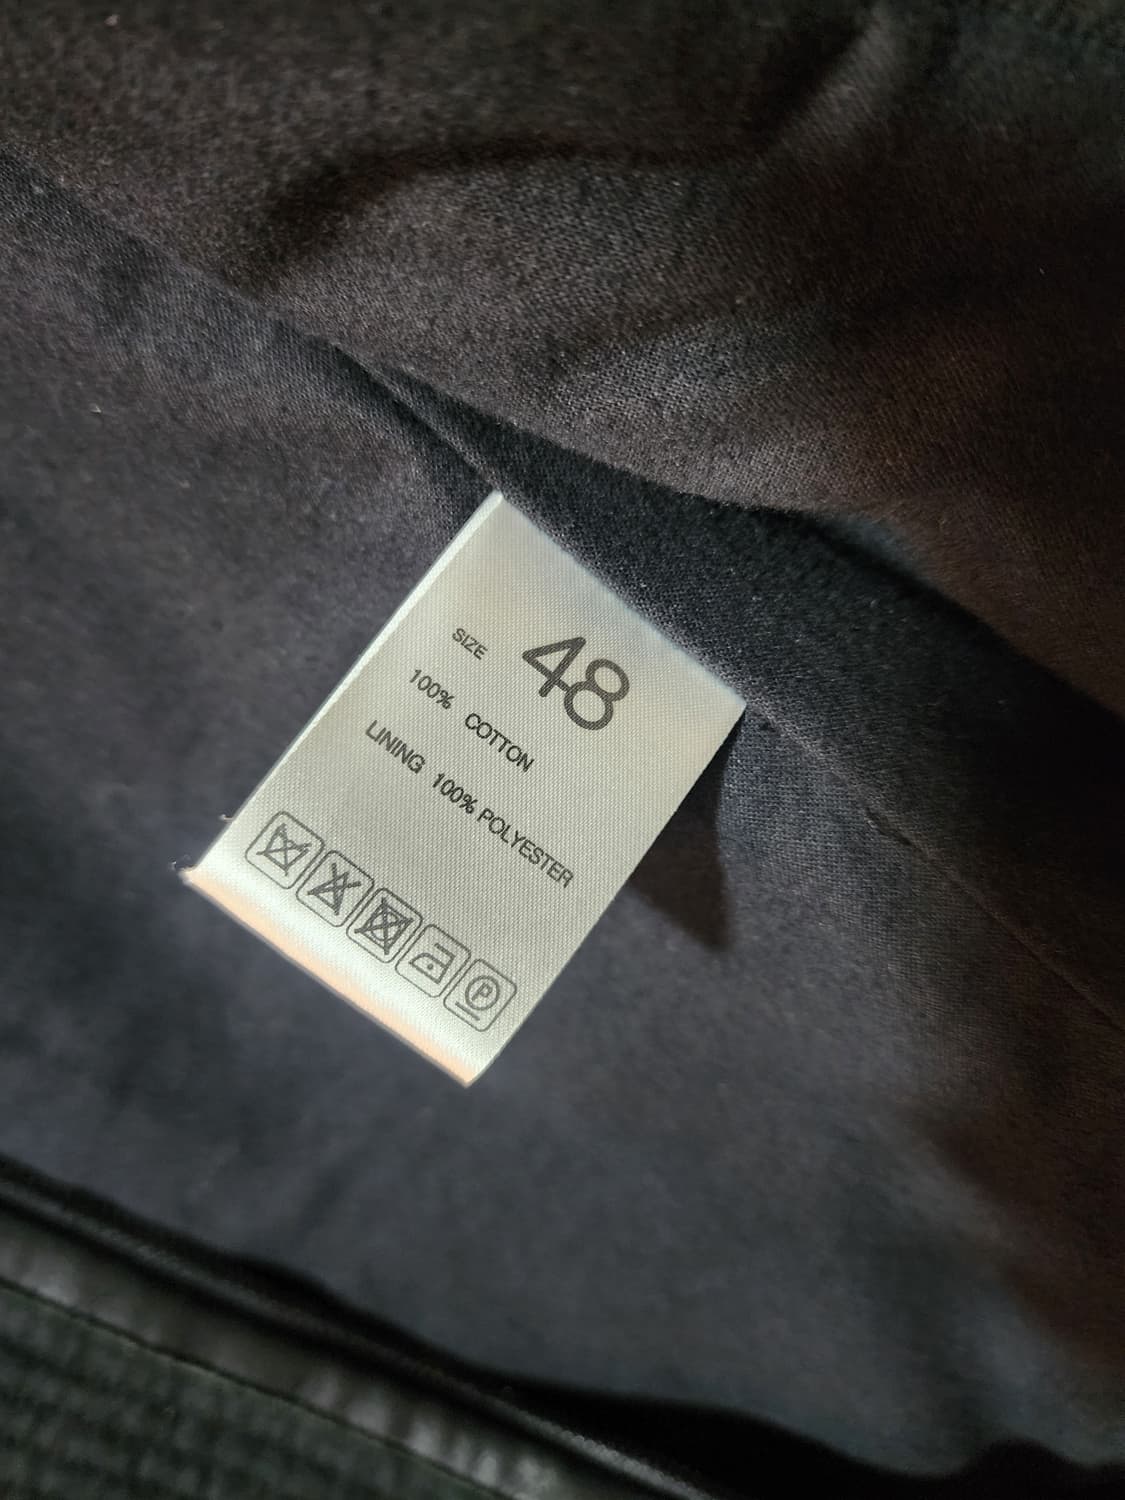 SIZE 48
100% COTTON
LINING 100% POLYESTER
P